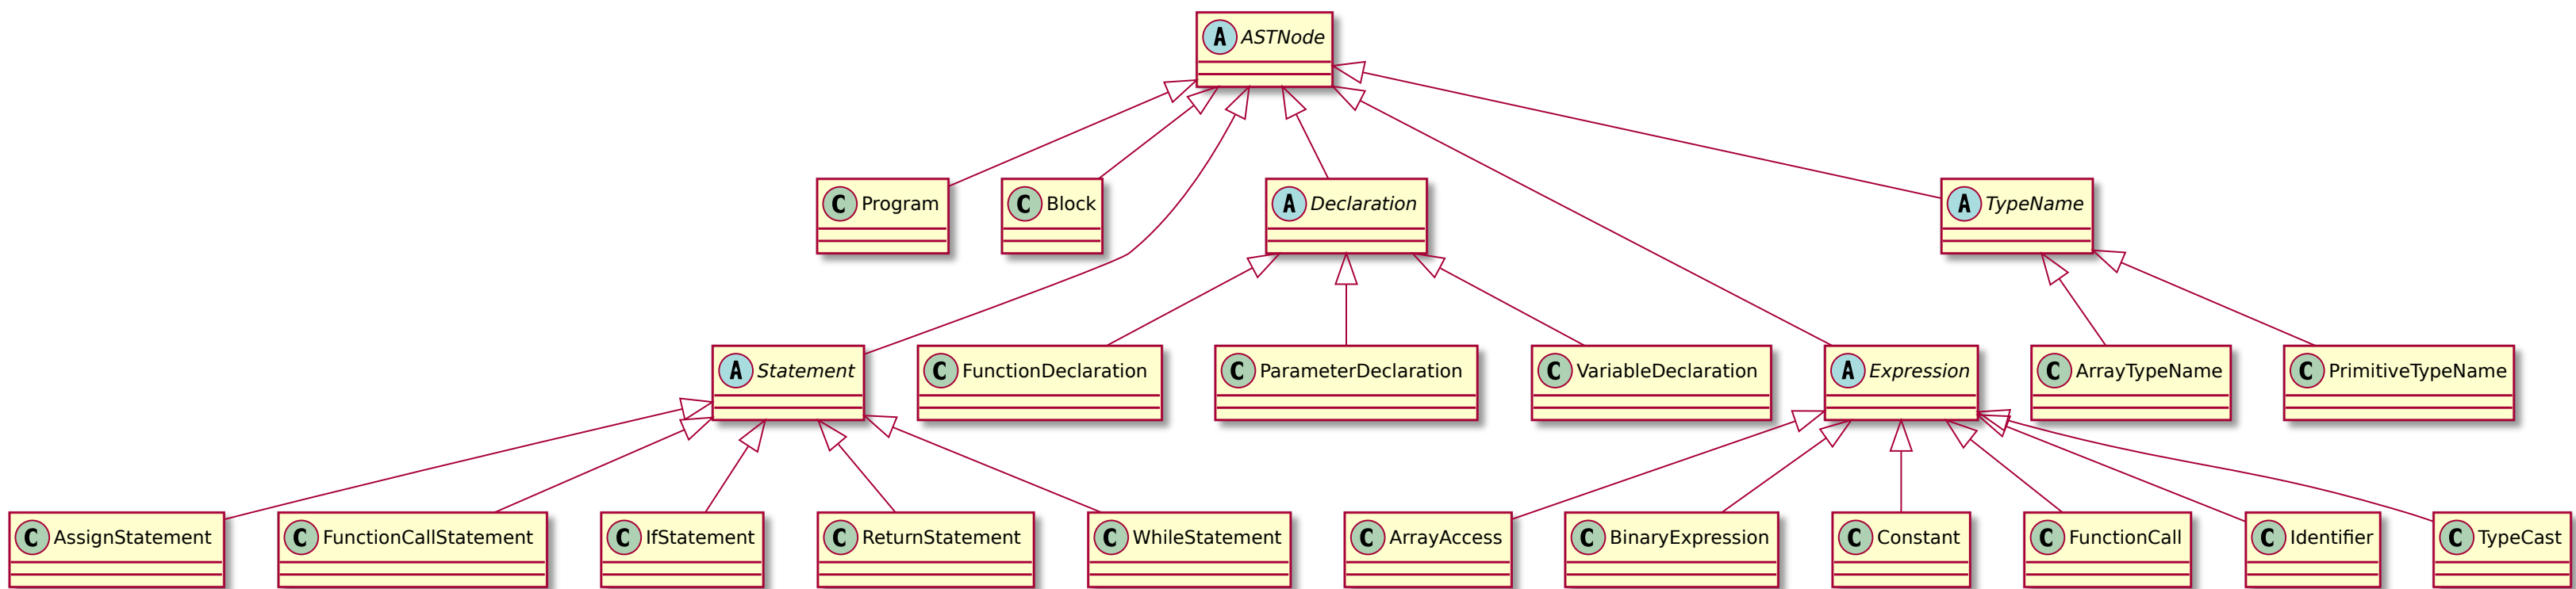 A ASTNode
C Program
C Block
A Declaration
A TypeName
A Statement
C FunctionDeclaration
C ParameterDeclaration
C VariableDeclaration
A Expression
C ArrayTypeName
C PrimitiveTypeName
C AssignStatement
C FunctionCallStatement
C IfStatement
C ReturnStatement
C WhileStatement
C ArrayAccess
C BinaryExpression
C Constant
C FunctionCall
C Identifier
C TypeCast